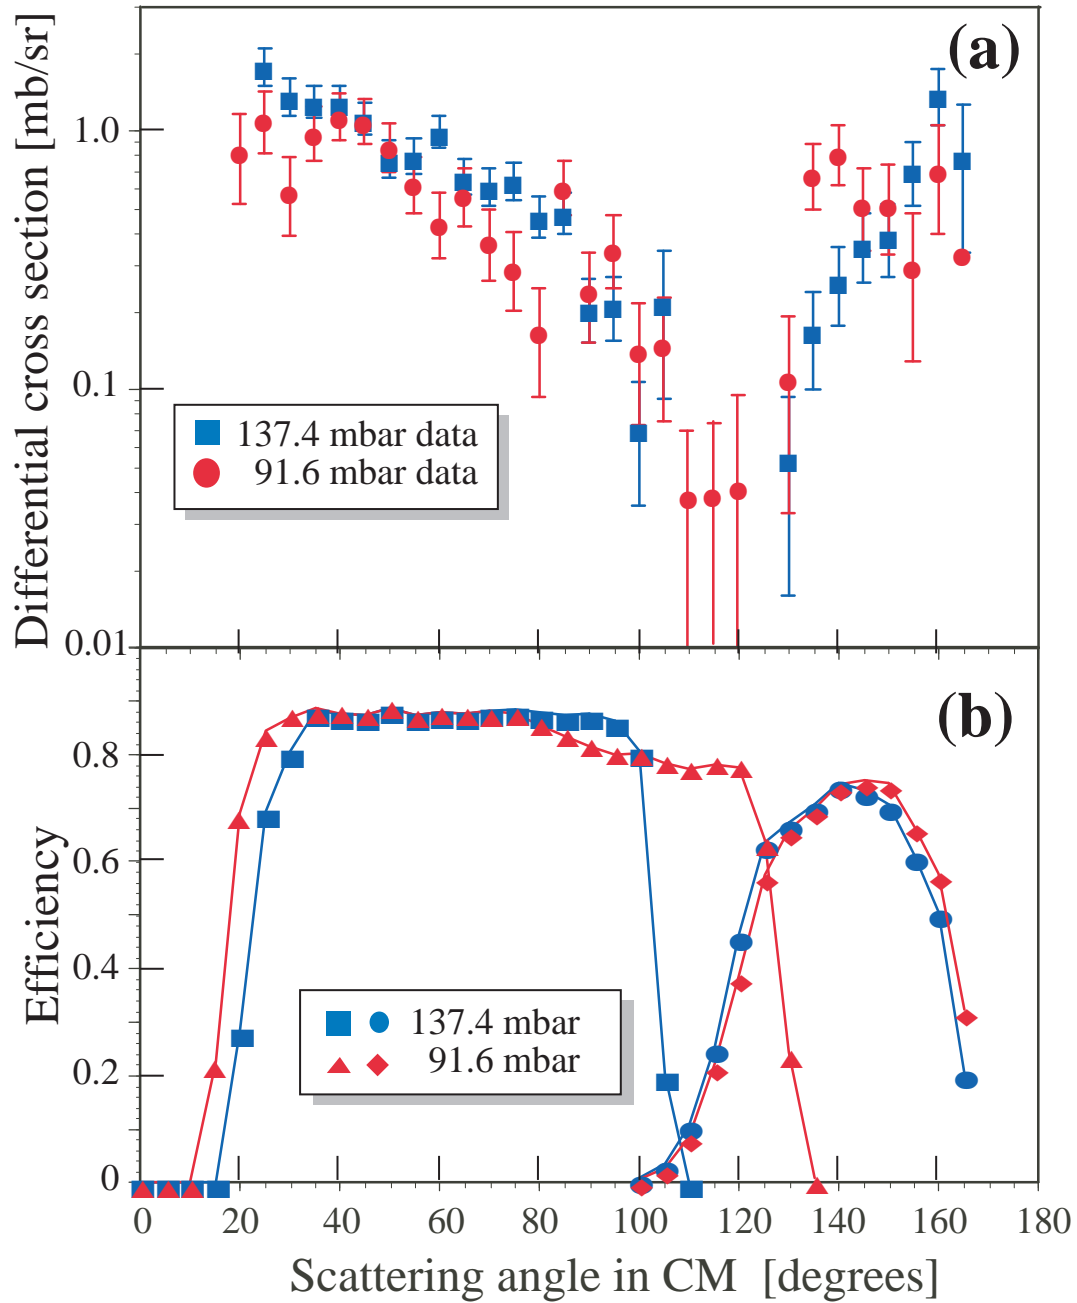 Differential cross section [mb/sr]
(a)
1.0
0.1
0.01
137.4 mbar data
91.6 mbar data
Efficiency
(b)
0.8
0.6
0.4
0.2
0
137.4 mbar
91.6 mbar
0 20 40 60 80 100 120 140 160 180
Scattering angle in CM [degrees]